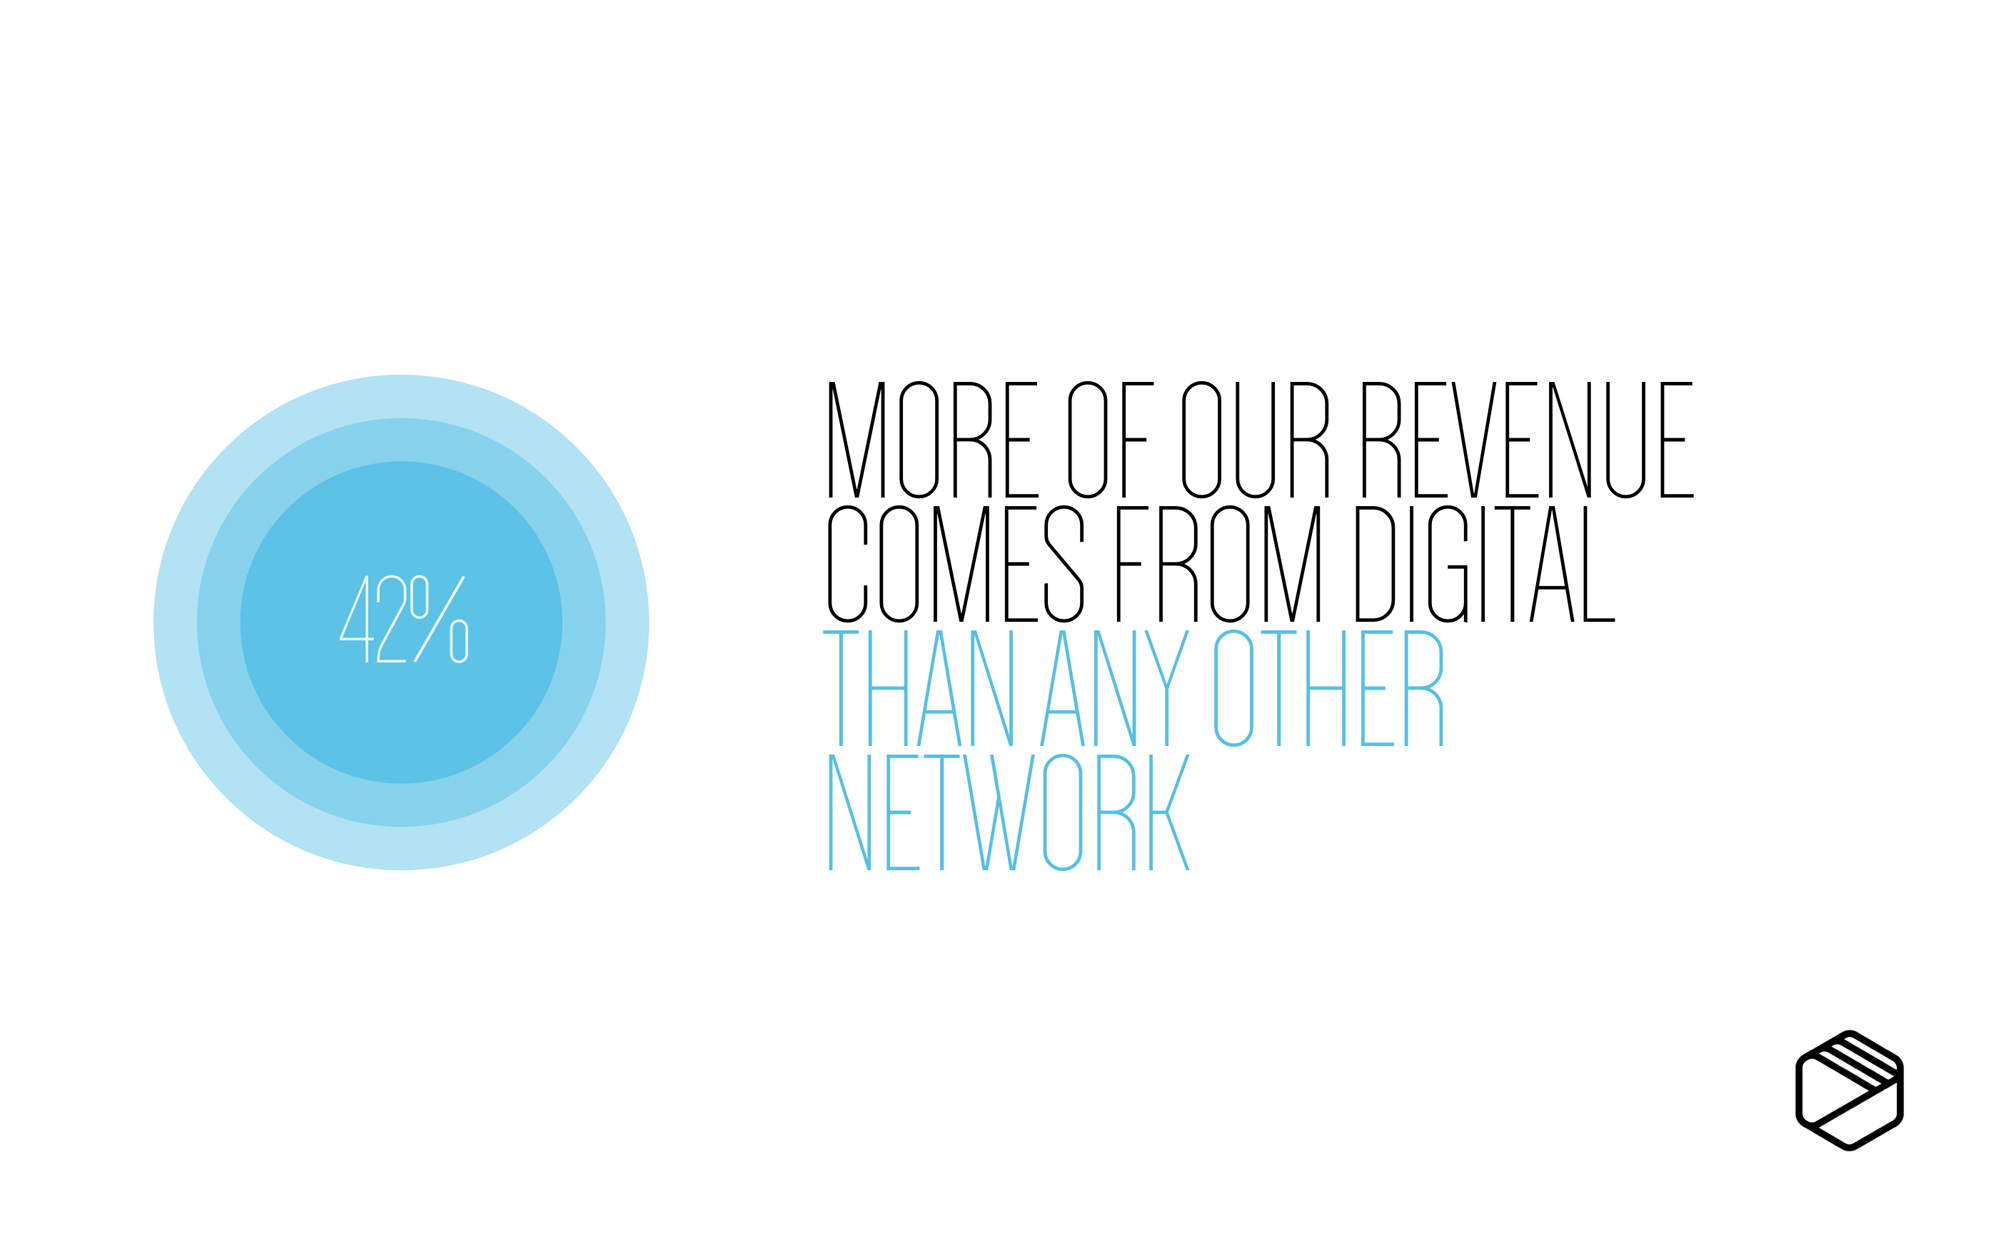 42%
MORE OF OUR REVENUE
COMES FROM DIGITAL
THAN ANY OTHER
NETWORK